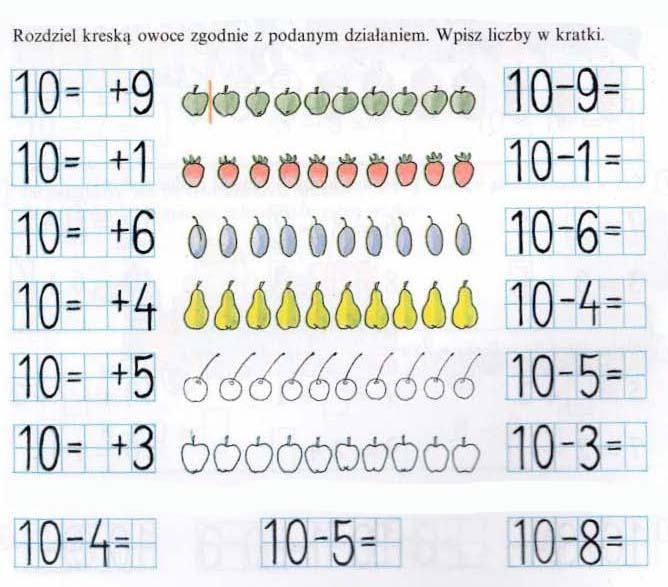 Rozdziel kreską owoce zgodnie z podanym działaniem. Wpisz liczby w kratki.
10= +9 10-9=
10= +1 10-1=
10= +6 10-6=
10= +4 10-4=
10= +5 10-5=
10= +3 10-3=
10-4= 10-5= 10-8=